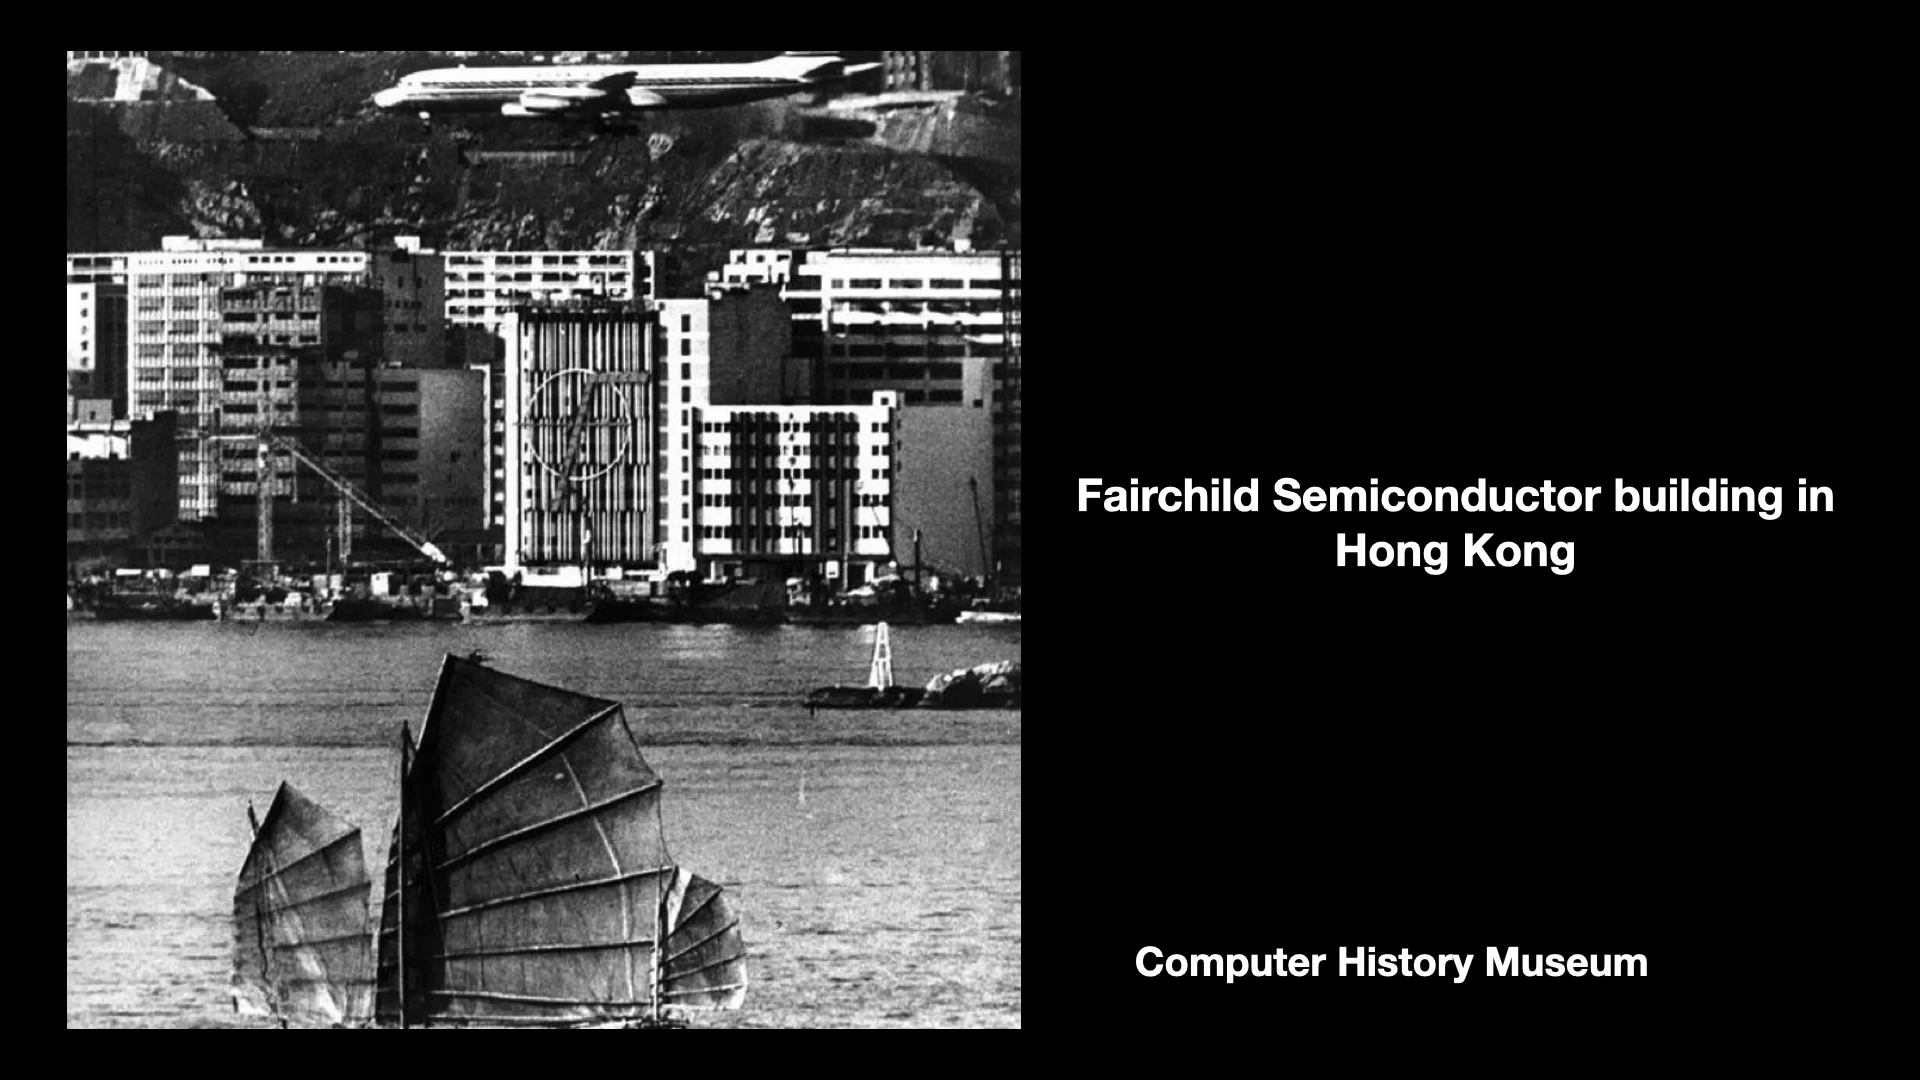 Fairchild Semiconductor building in
Hong Kong
Computer History Museum